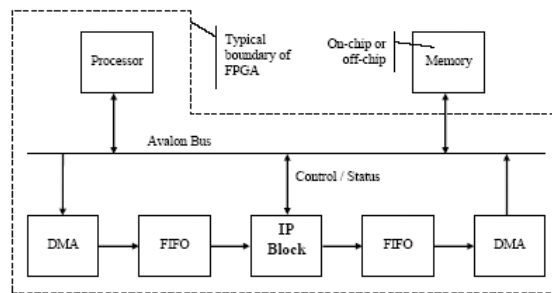 Typical
boundary of
FPGA
On-chip or
off-chip
Processor
Memory
Avalon Bus
Control / Status
DMA
FIFO
IP
Block
FIFO
DMA